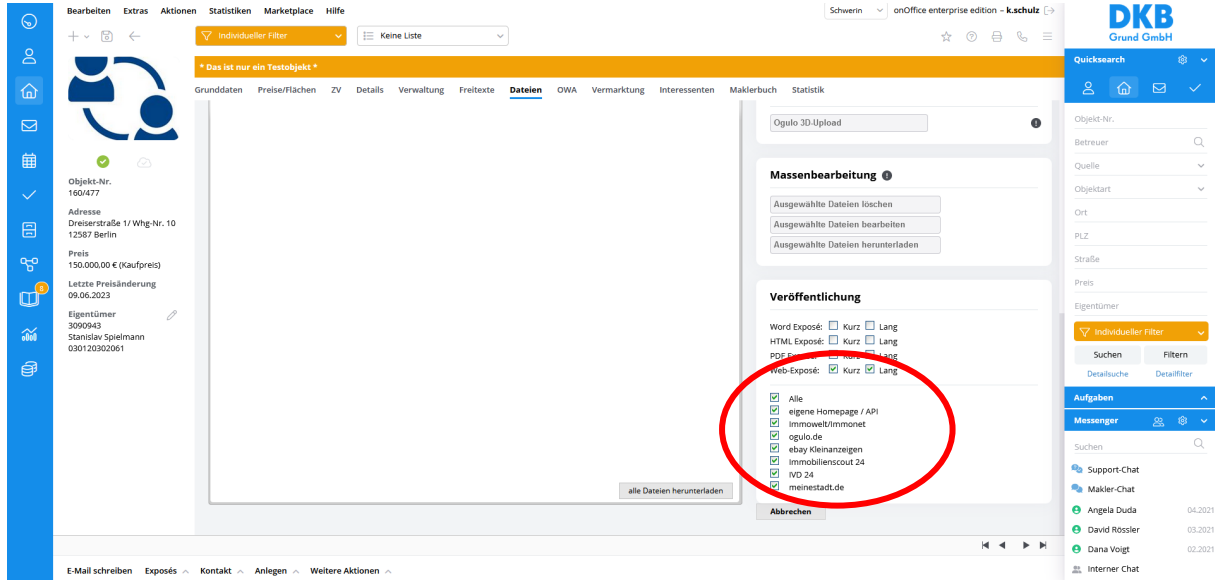 Bearbeiten Extras Aktionen Statistiken Marketplace Hilfe
Schwerin onOffice enterprise edition – k.schulz
DKB
Grund GmbH
Individueller Filter
Keine Liste
* Das ist nur ein Testobjekt *
Grunddaten Preise/Flächen ZV Details Verwaltung Freitexte Dateien OWA Vermarktung Interessenten Maklerbuch Statistik
8
Objekt-Nr.
160/477
Adresse
Dreiserstraße 1/ Whg-Nr. 10
12587 Berlin
Preis
150.000,00 € (Kaufpreis)
Letzte Preisänderung
09.06.2023
Eigentümer
3090943
Stanislav Spielmann
030120302061
alle Dateien herunterladen
Ogulo 3D-Upload
Massenbearbeitung
Ausgewählte Dateien löschen
Ausgewählte Dateien bearbeiten
Ausgewählte Dateien herunterladen
Veröffentlichung
Word Exposé: Kurz Lang
HTML Exposé: Kurz Lang
PDF Exposé: Kurz Lang
Web-Exposé: Kurz Lang
Alle
eigene Homepage / API
Immowelt/Immonet
ogulo.de
ebay Kleinanzeigen
Immobilienscout 24
IVD 24
meinestadt.de
Abbrechen
E-Mail schreiben Exposés Kontakt Anlegen Weitere Aktionen
Quicksearch
Objekt-Nr.
Betreuer
Quelle
Objektart
Ort
PLZ
Straße
Preis
Eigentümer
Individueller Filter
Suchen Filtern
Detailsuche Detailfilter
Aufgaben
Messenger
Suchen
Support-Chat
Makler-Chat
Angela Duda 04.2021
David Rössler 03.2021
Dana Voigt 02.2021
Interner Chat